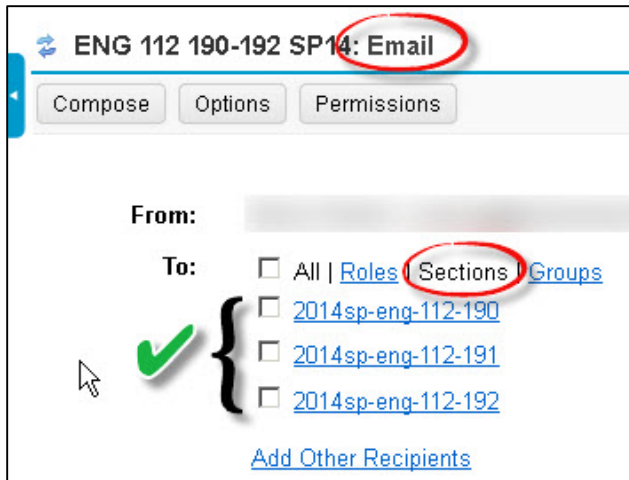 ENG 112 190-192 SP14: Email
Compose Options Permissions
From:
To: All | Roles | Sections | Groups
2014sp-eng-112-190
2014sp-eng-112-191
2014sp-eng-112-192
Add Other Recipients